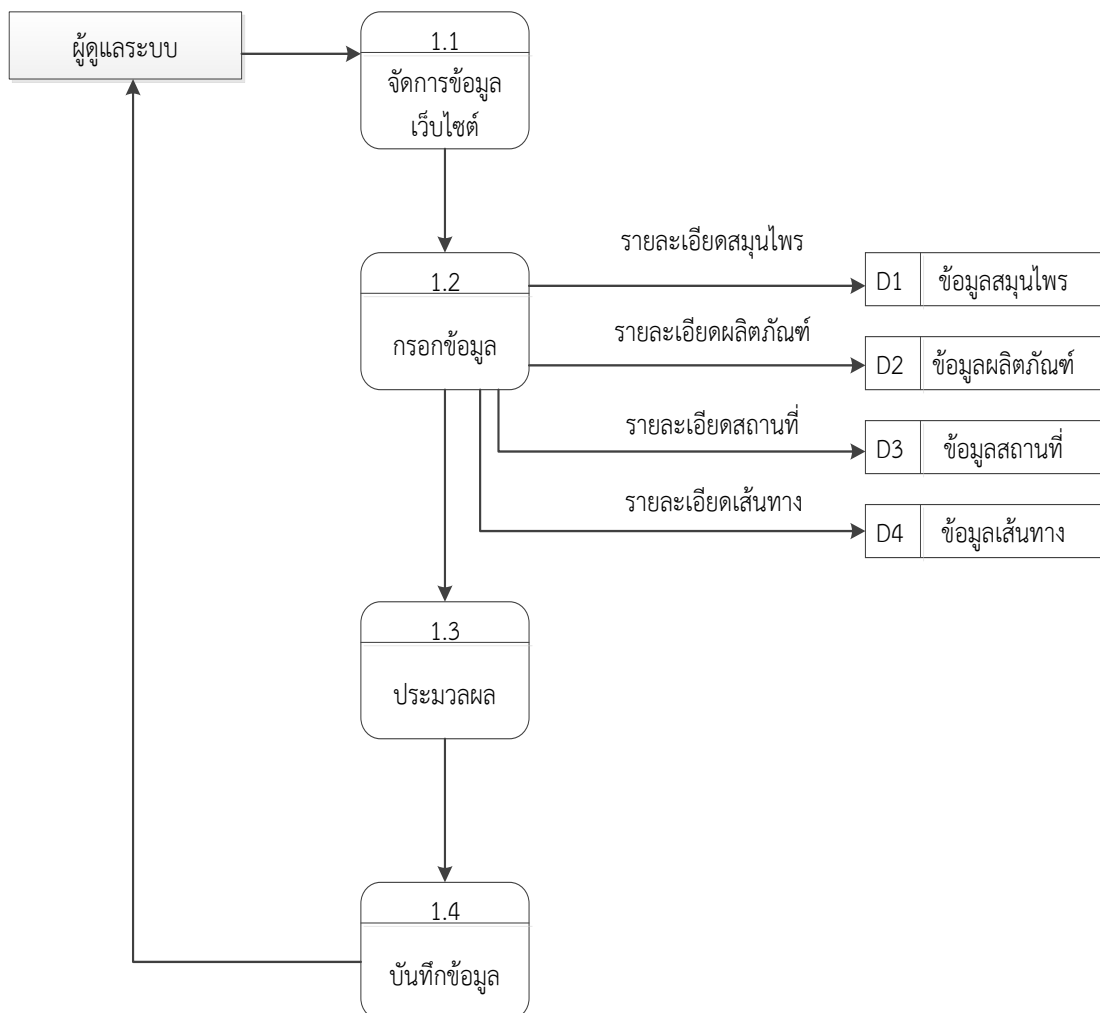 ผู้ดูแลระบบ
1.1
จัดการข้อมูล
เว็บไซต์
รายละเอียดสมุนไพร
1.2
D1 ข้อมูลสมุนไพร
รายละเอียดผลิตภัณฑ์
กรอกข้อมูล
D2 ข้อมูลผลิตภัณฑ์
รายละเอียดสถานที่
D3 ข้อมูลสถานที่
รายละเอียดเส้นทาง
D4 ข้อมูลเส้นทาง
1.3
ประมวลผล
1.4
บันทึกข้อมูล